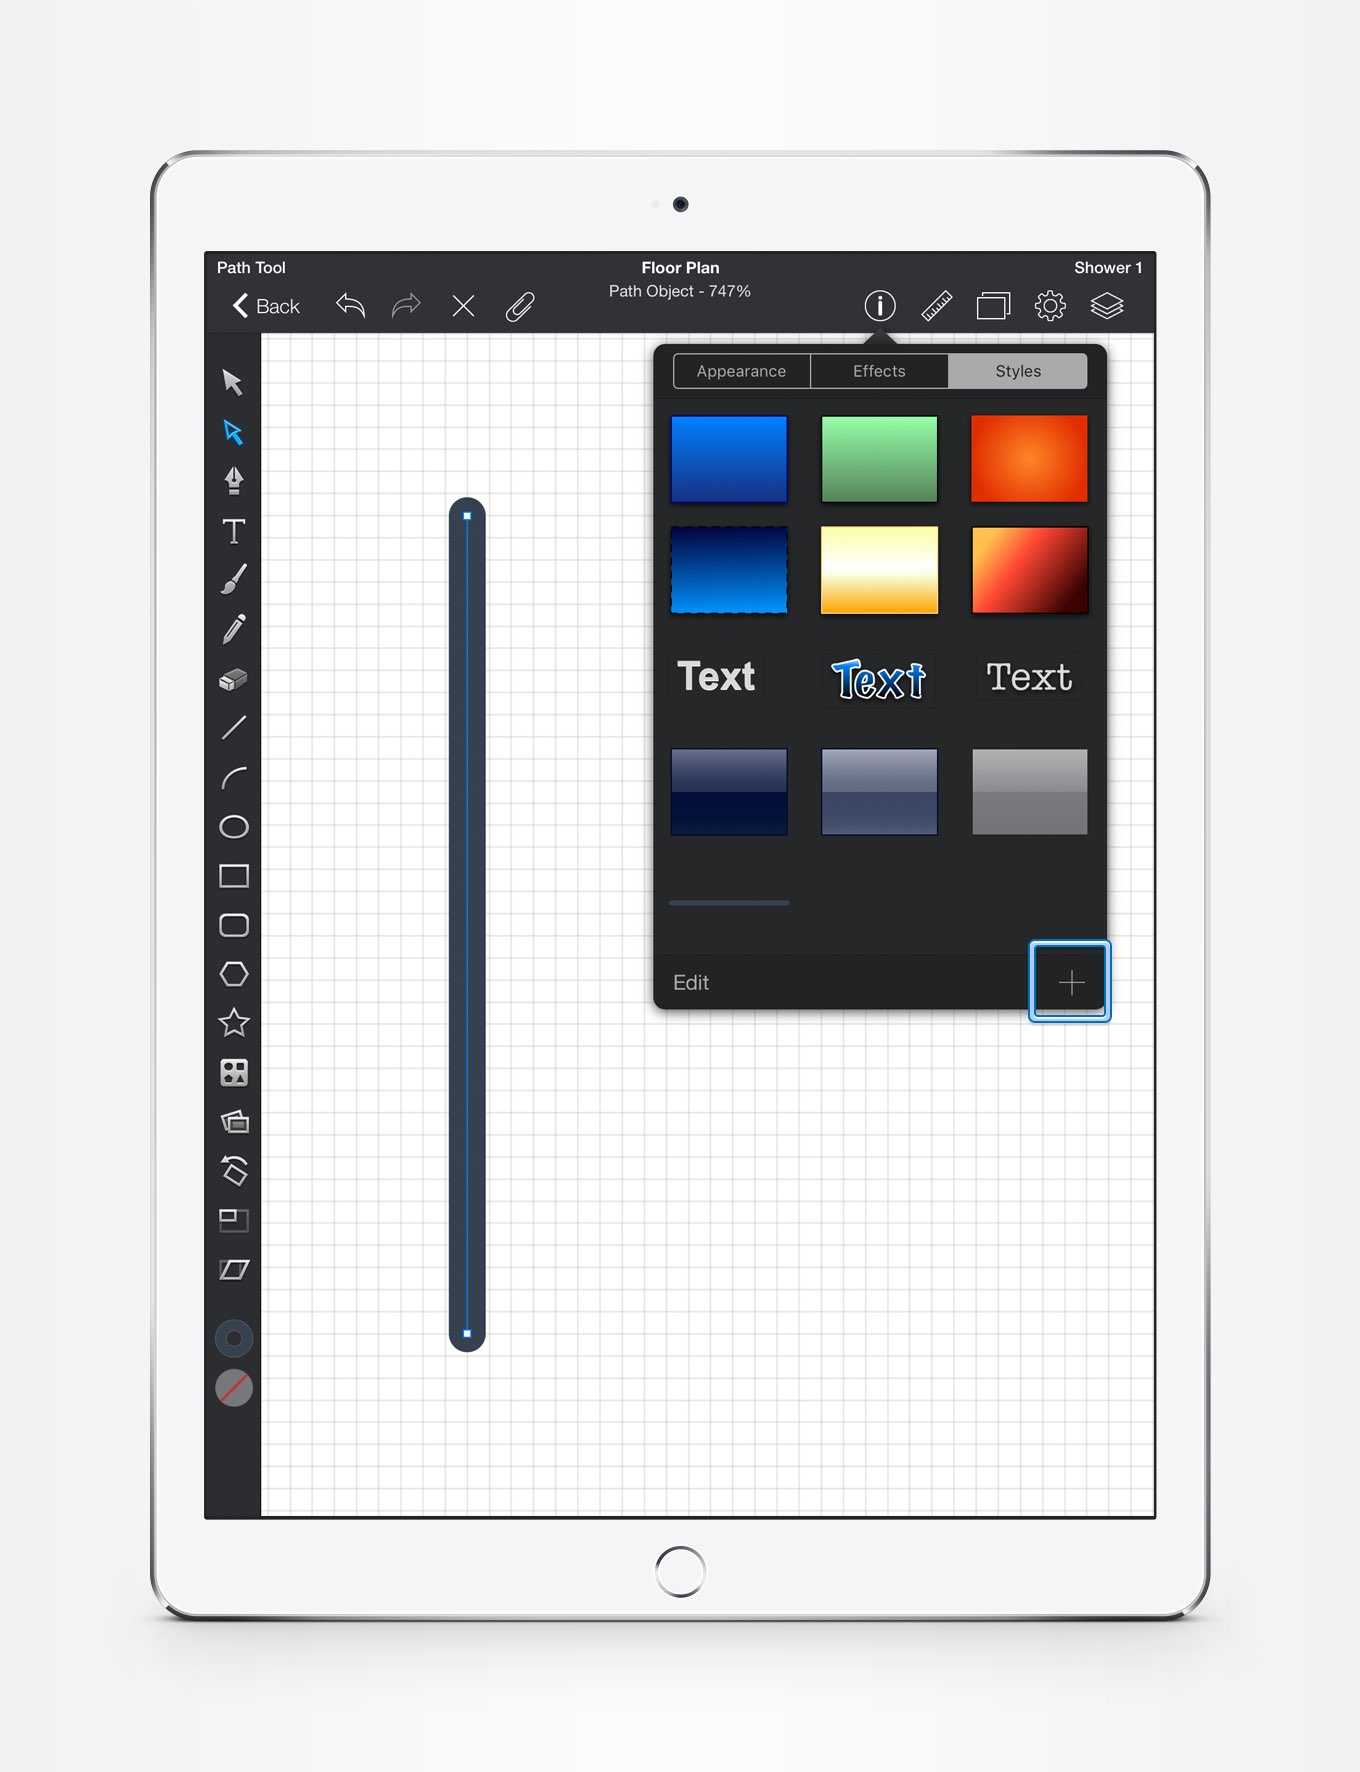 Path Tool
Floor Plan
Shower 1
Back
Path Object - 747%
Appearance
Effects
Styles
Text
Text
Text
Edit